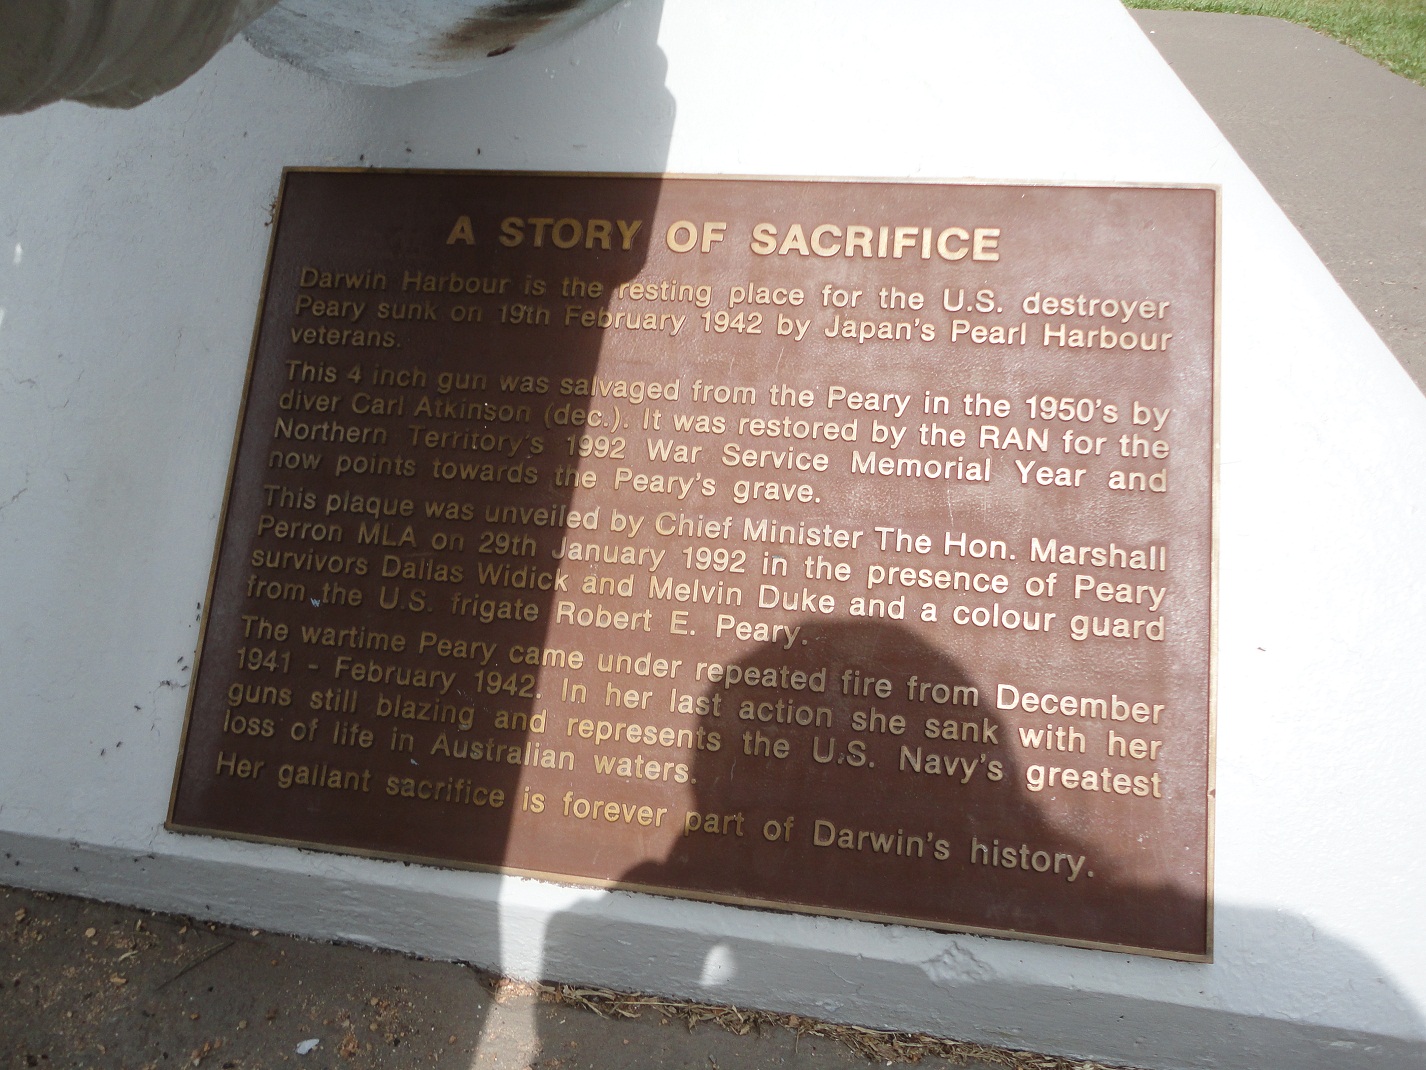 A STORY OF SACRIFICE
Darwin Harbour is the resting place for the U.S. destroyer
Peary sunk on 19th February 1942 by Japan's Pearl Harbour
veterans.
This 4 inch gun was salvaged from the Peary in the 1950's by
diver Carl Atkinson (dec.). It was restored by the RAN for the
Northern Territory's 1992 War Service Memorial Year and
now points towards the Peary's grave.
This plaque was unveiled by Chief Minister The Hon. Marshall
Perron MLA on 29th January 1992 in the presence of Peary
survivors Dallas Widick and Melvin Duke and a colour guard
from the U.S. frigate Robert E. Peary.
The wartime Peary came under repeated fire from December
1941 - February 1942. In her last action she sank with her
guns still blazing and represents the U.S. Navy's greatest
loss of life in Australian waters.
Her gallant sacrifice is forever part of Darwin's history.